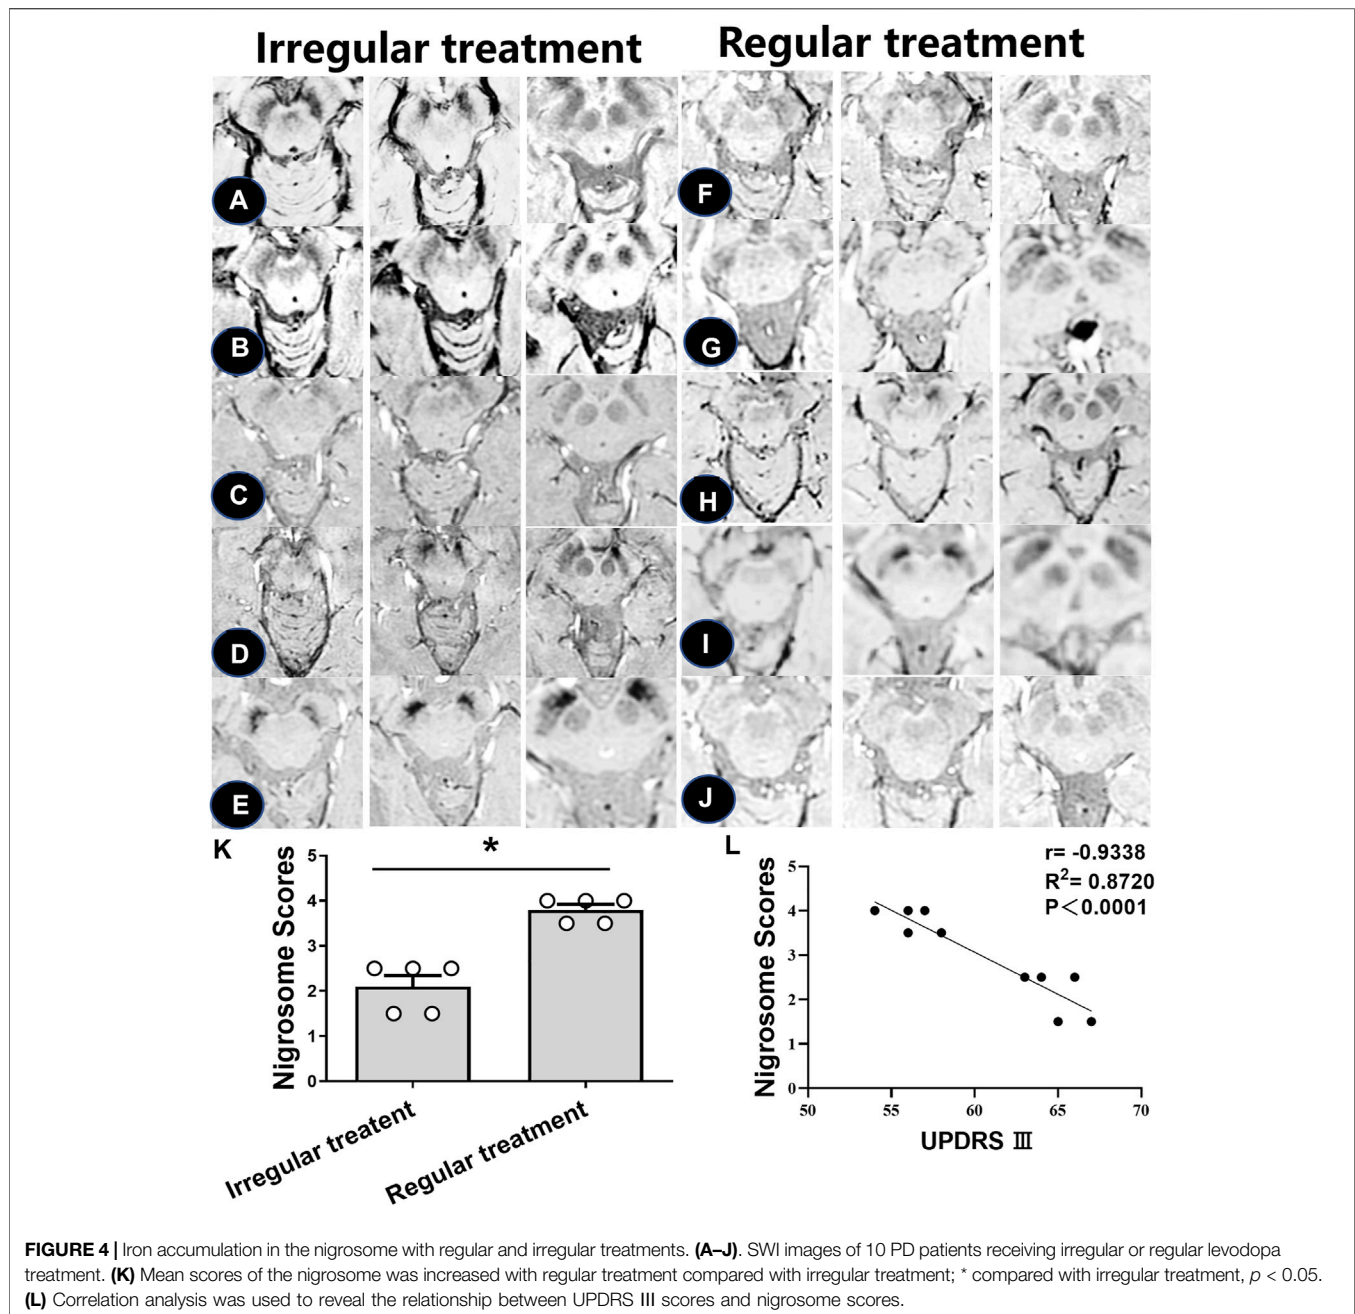 Irregular treatment Regular treatment
A
F
B
G
C
H
D
I
E
J
K
*
Nigrosome Scores
5
4
3
2
1
0
Irregular treatent
Regular treatment
L
r= -0.9338
R²= 0.8720
P<0.0001
Nigrosome Scores
5
4
3
2
1
0
50 55 60 65 70
UPDRS Ⅲ
FIGURE 4 | Iron accumulation in the nigrosome with regular and irregular treatments. (A–J). SWI images of 10 PD patients receiving irregular or regular levodopa
treatment. (K) Mean scores of the nigrosome was increased with regular treatment compared with irregular treatment; * compared with irregular treatment, p < 0.05.
(L) Correlation analysis was used to reveal the relationship between UPDRS III scores and nigrosome scores.